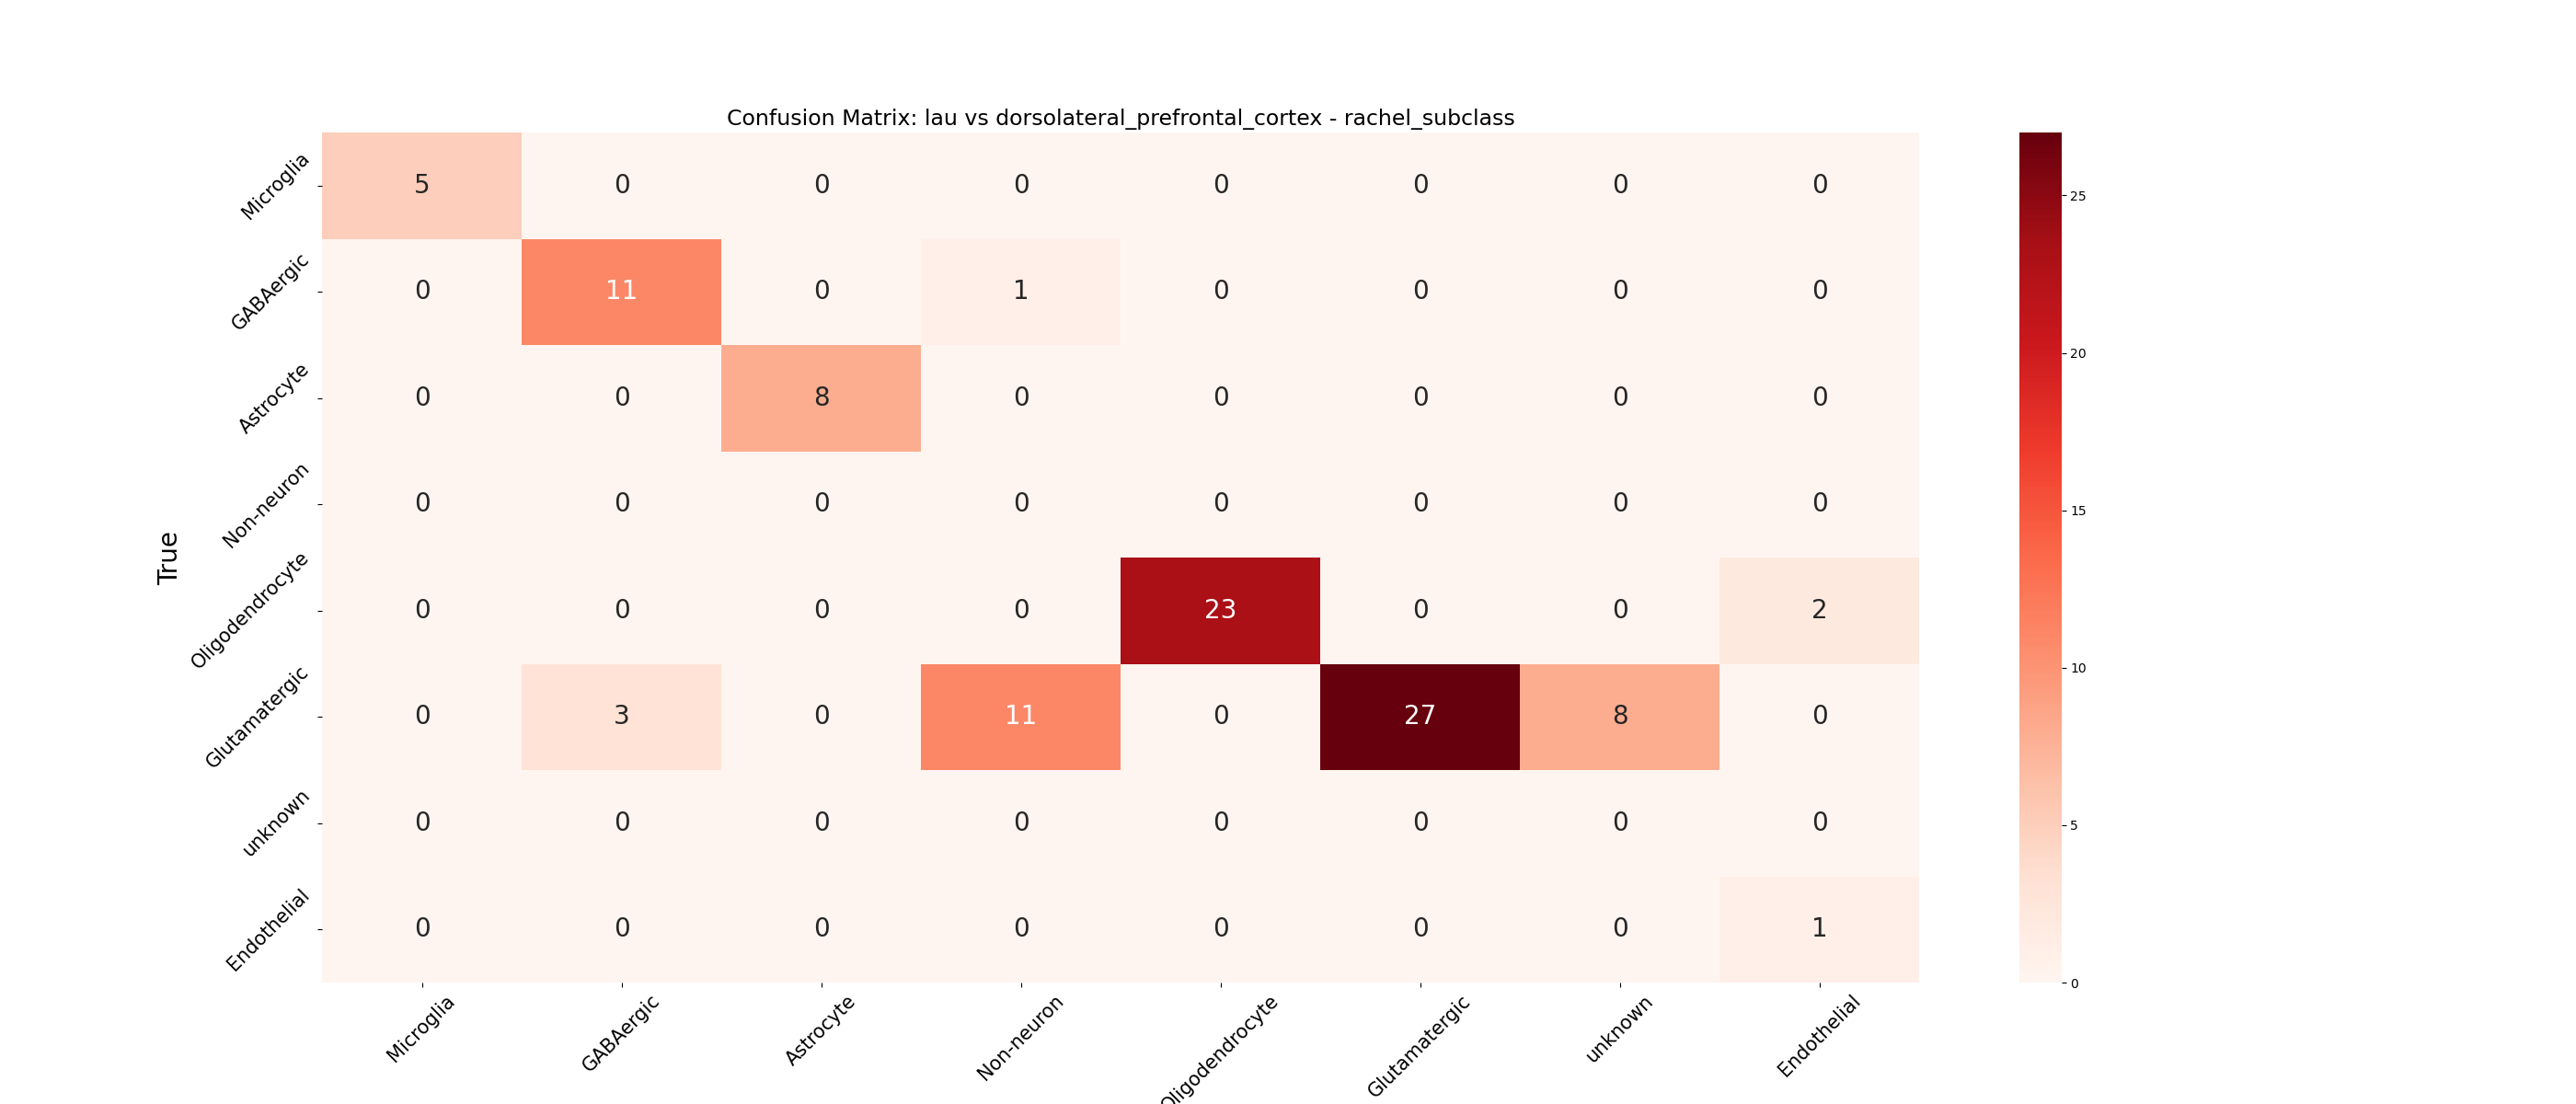 Confusion Matrix: lau vs dorsolateral_prefrontal_cortex - rachel_subclass
True
Microglia 5 0 0 0 0 0 0 0
GABAergic 0 11 0 1 0 0 0 0
Astrocyte 0 0 8 0 0 0 0 0
Non-neuron 0 0 0 0 0 0 0 0
Oligodendrocyte 0 0 0 0 23 0 0 2
Glutamatergic 0 3 0 11 0 27 8 0
unknown 0 0 0 0 0 0 0 0
Endothelial 0 0 0 0 0 0 0 1
Microglia GABAergic Astrocyte Non-neuron Oligodendrocyte Glutamatergic unknown Endothelial
25
20
15
10
5
0